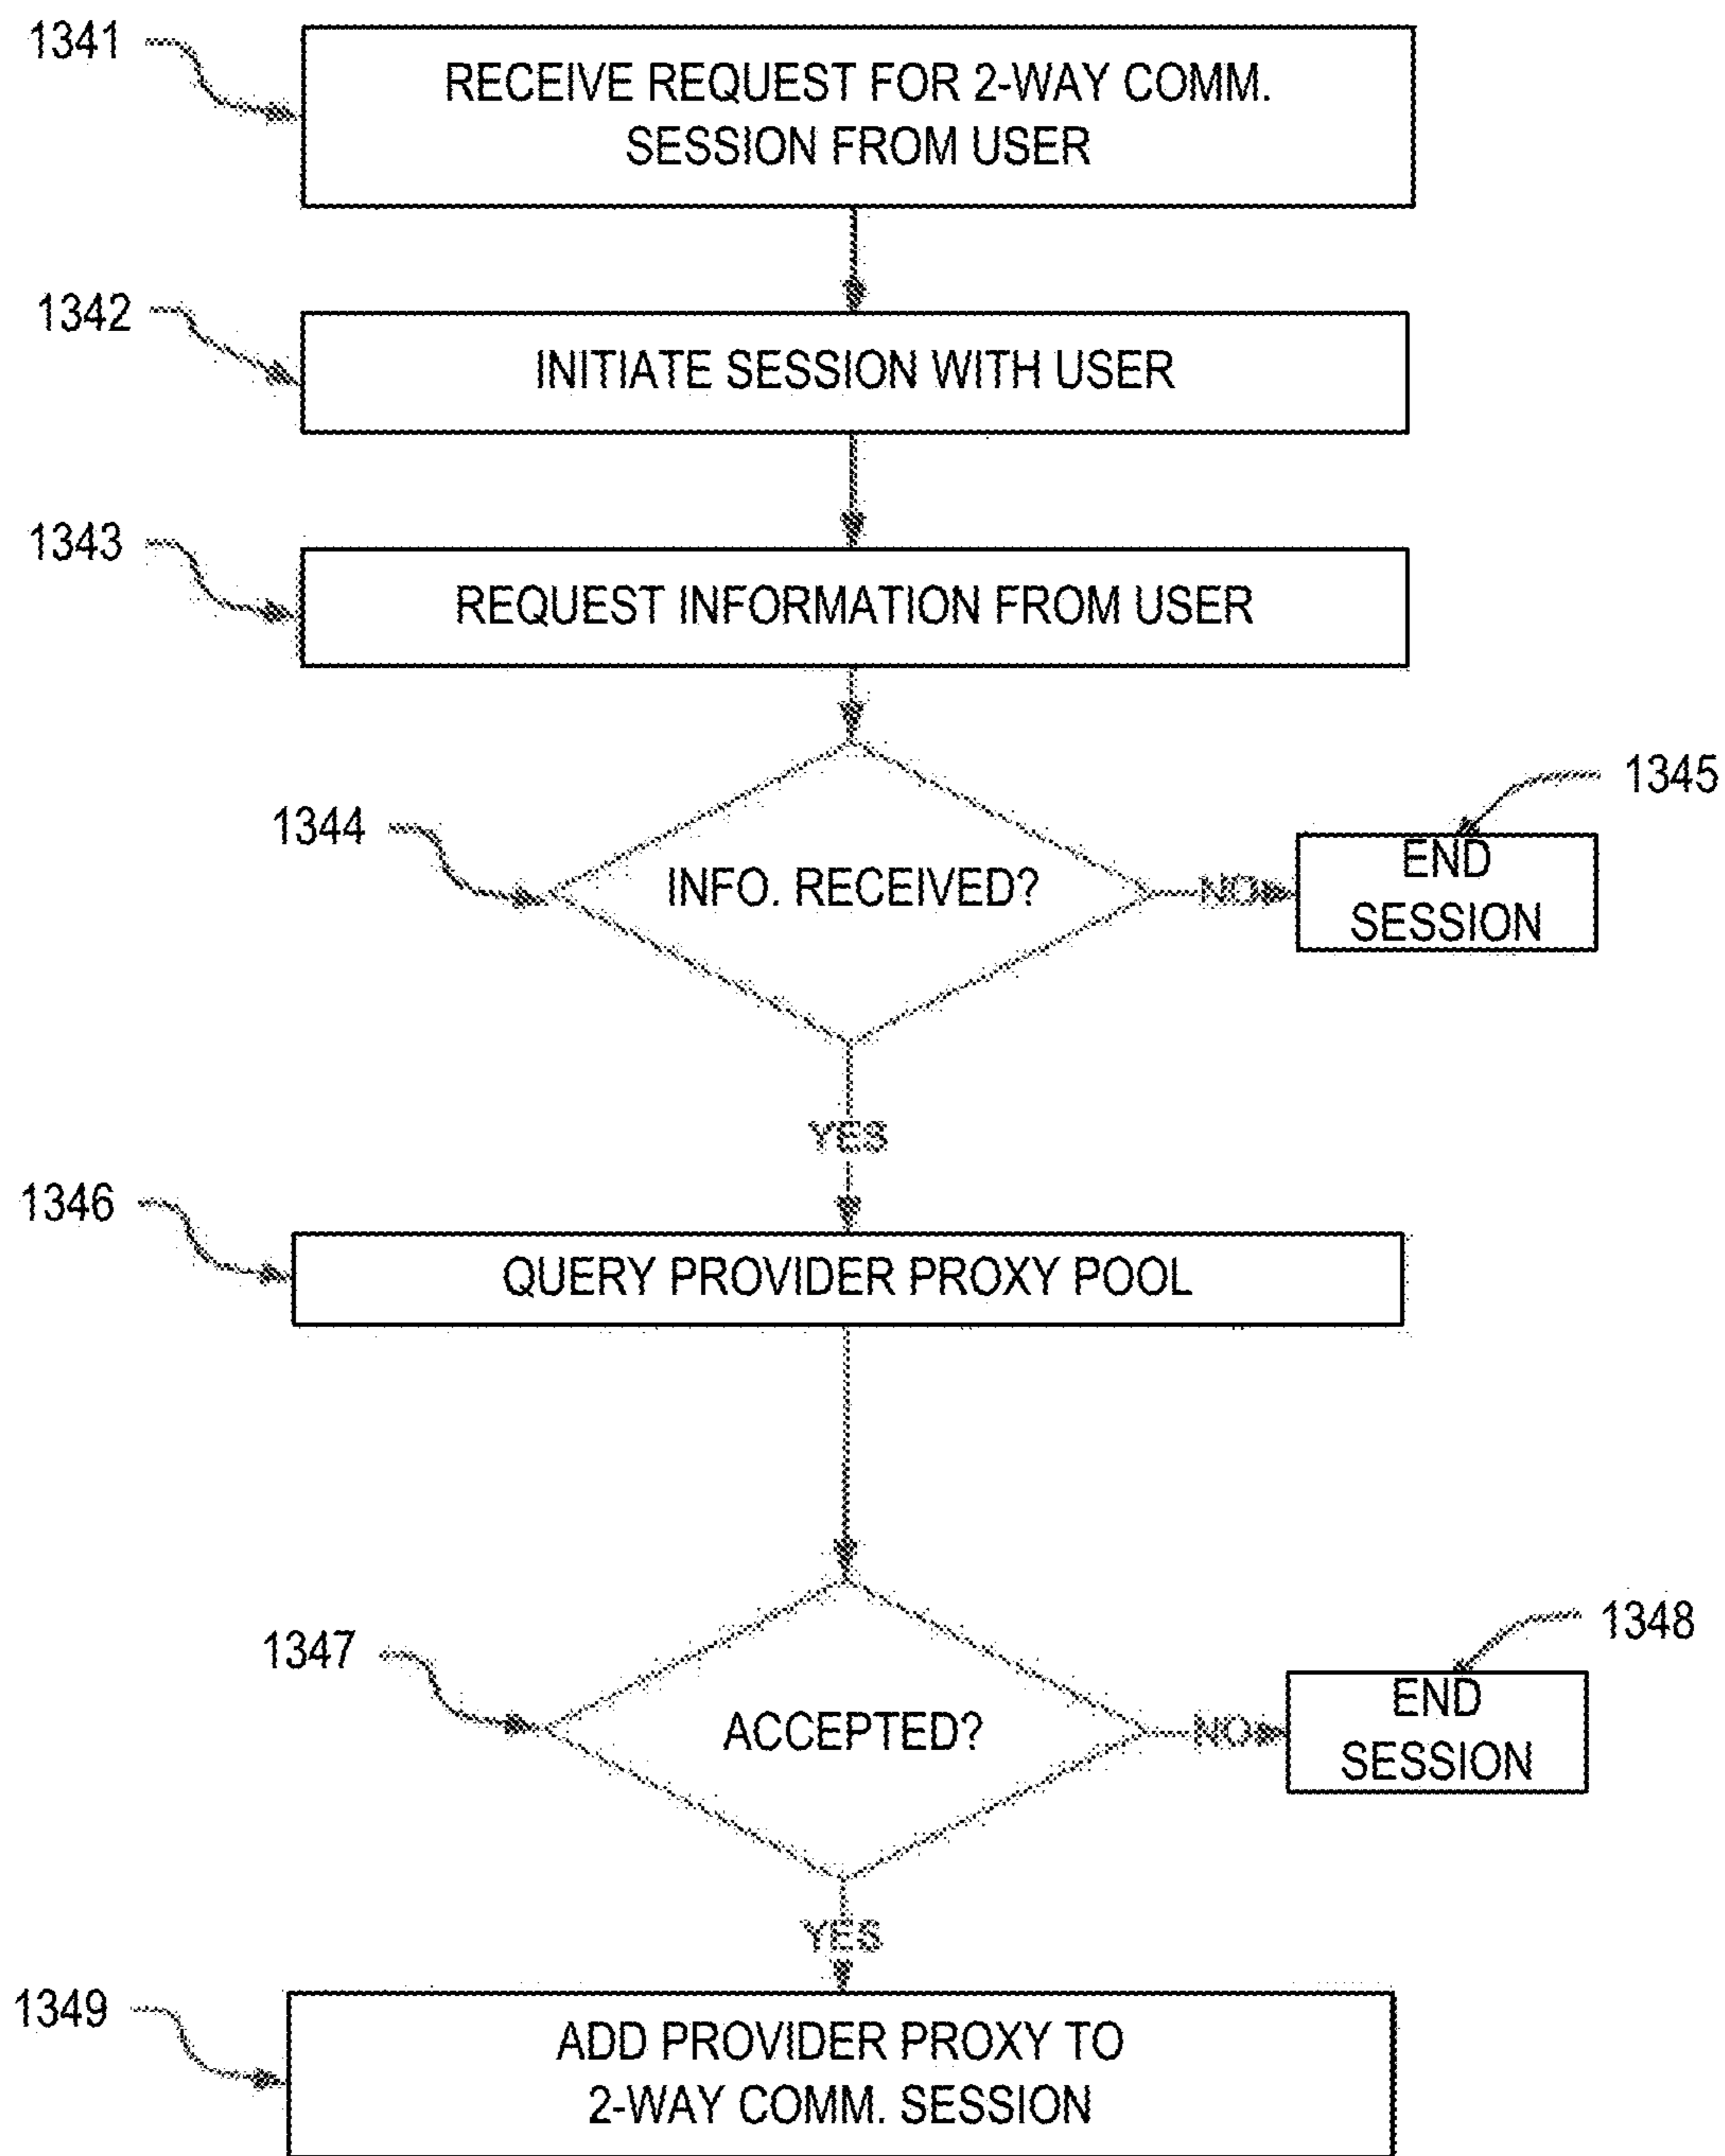 1341
RECEIVE REQUEST FOR 2-WAY COMM.
SESSION FROM USER
1342
INITIATE SESSION WITH USER
1343
REQUEST INFORMATION FROM USER
1344
INFO. RECEIVED?
NO
1345
END
SESSION
YES
1346
QUERY PROVIDER PROXY POOL
1347
ACCEPTED?
NO
1348
END
SESSION
YES
1349
ADD PROVIDER PROXY TO
2-WAY COMM. SESSION